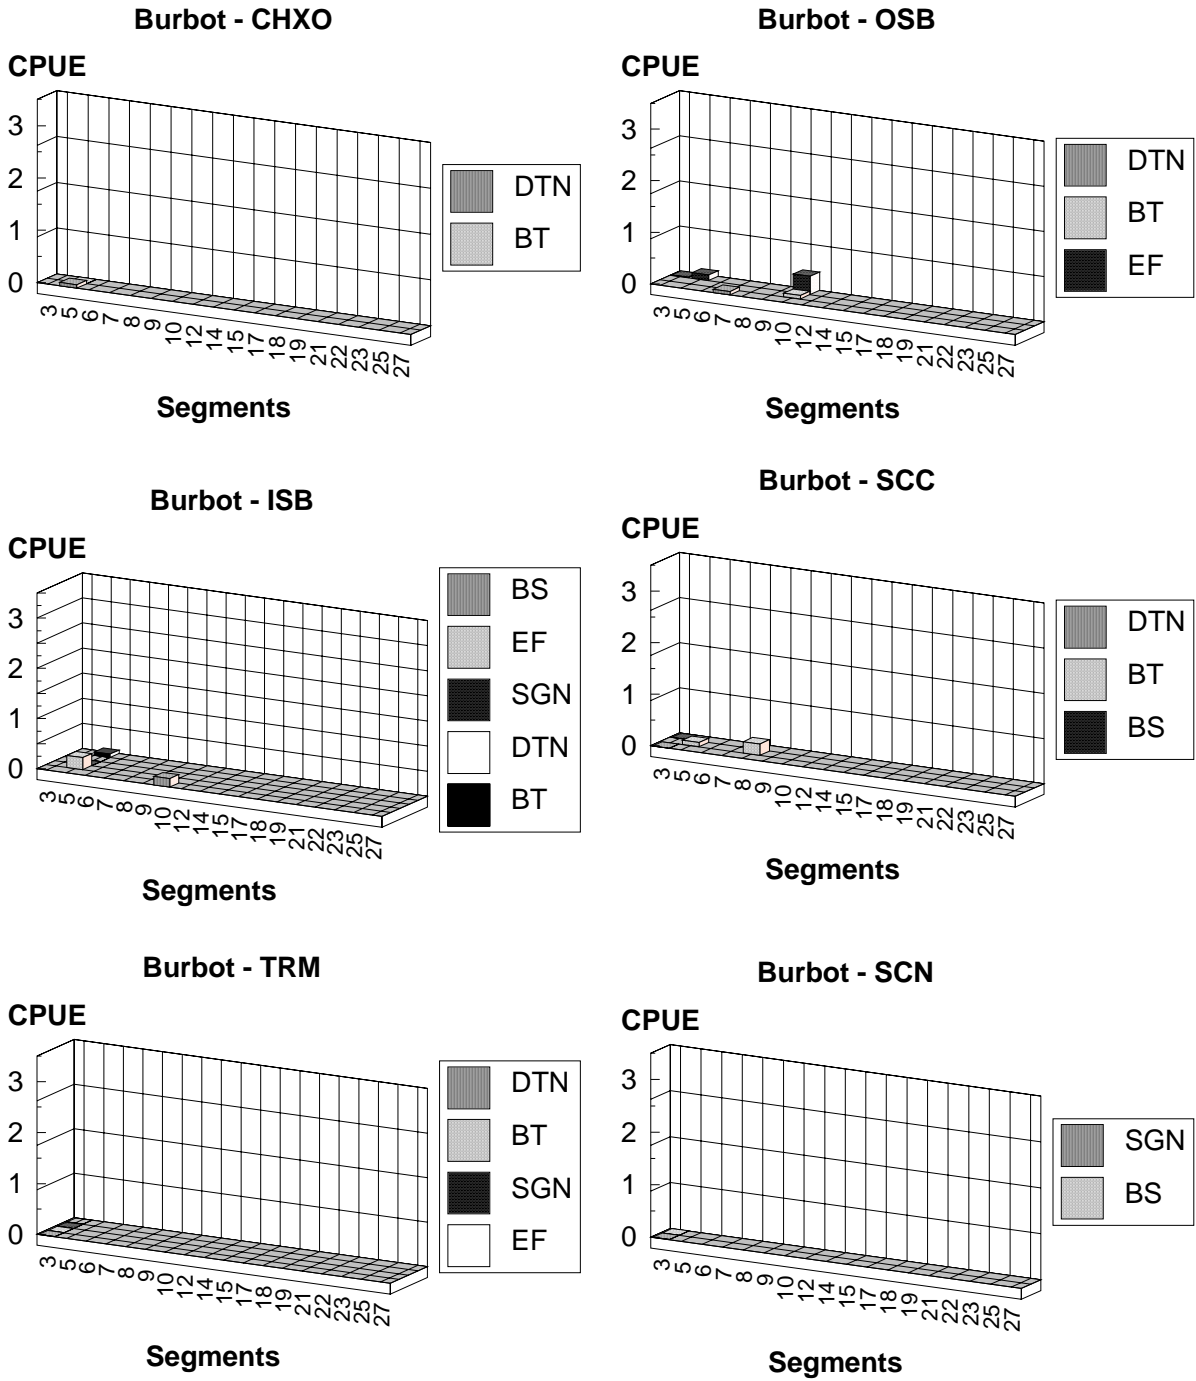 Burbot - CHXO
CPUE
3
2
1
0
3 5 6 7 8 9 10 12 14 15 17 18 19 21 22 23 25 27
Segments
DTN
BT
Burbot - OSB
CPUE
3
2
1
0
3 5 6 7 8 9 10 12 14 15 17 18 19 21 22 23 25 27
Segments
DTN
BT
EF
Burbot - ISB
CPUE
3
2
1
0
3 5 6 7 8 9 10 12 14 15 17 18 19 21 22 23 25 27
Segments
BS
EF
SGN
DTN
BT
Burbot - SCC
CPUE
3
2
1
0
3 5 6 7 8 9 10 12 14 15 17 18 19 21 22 23 25 27
Segments
DTN
BT
BS
Burbot - TRM
CPUE
3
2
1
0
3 5 6 7 8 9 10 12 14 15 17 18 19 21 22 23 25 27
Segments
DTN
BT
SGN
EF
Burbot - SCN
CPUE
3
2
1
0
3 5 6 7 8 9 10 12 14 15 17 18 19 21 22 23 25 27
Segments
SGN
BS